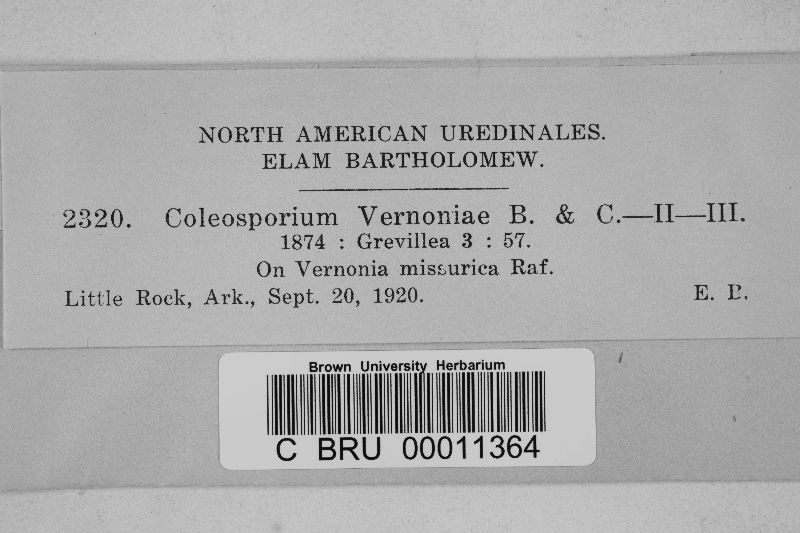 NORTH AMERICAN UREDINALES.
ELAM BARTHOLOMEW.
2320. Coleosporium Vernoniae B. & C.—II—III.
1874 : Grevillea 3 : 57.
On Vernonia missurica Raf.
Little Rock, Ark., Sept. 20, 1920. E. B.
Brown University Herbarium
C BRU 00011364